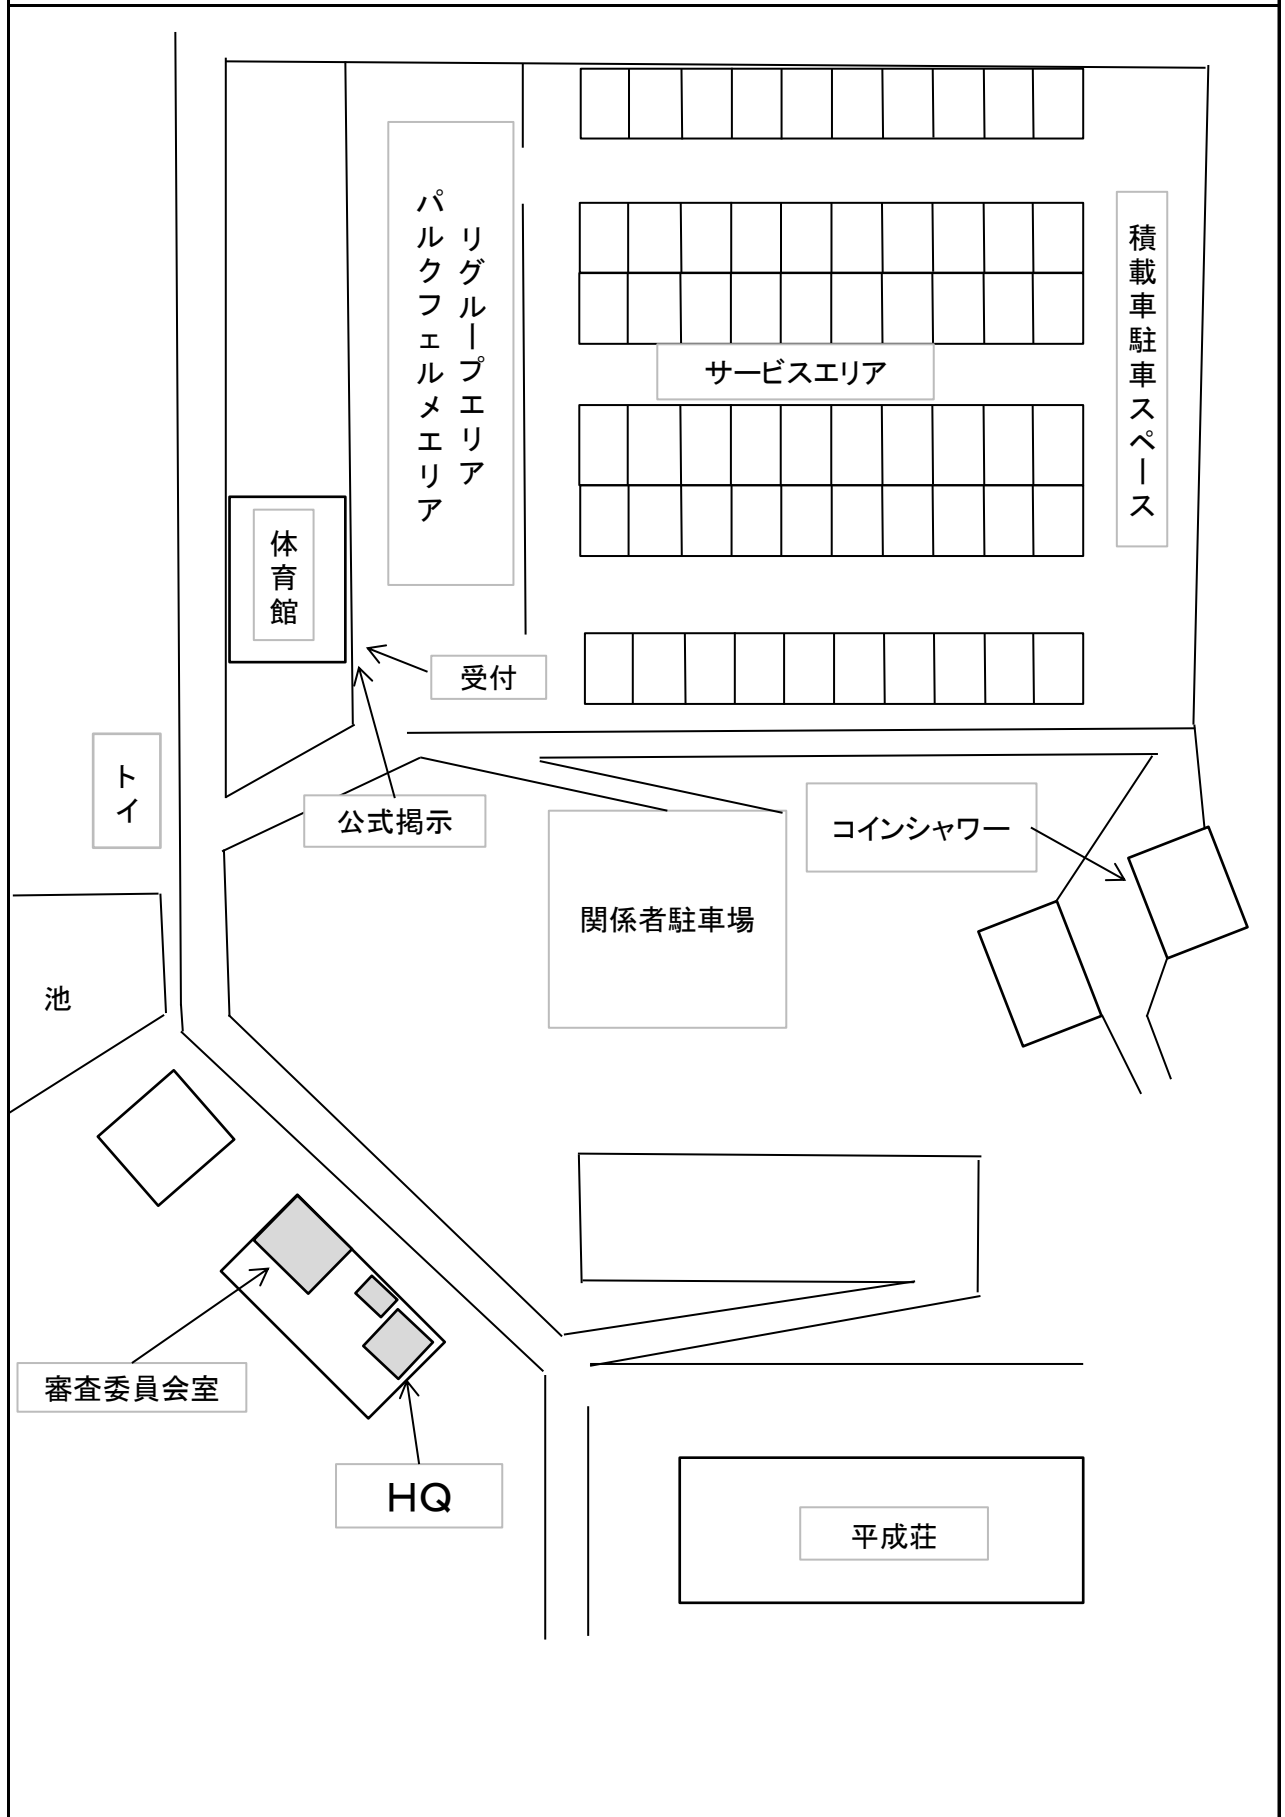 リグループエリア
パルクフェルメエリア
積載車駐車スペース
サービスエリア
体育館
受付
トイ
公式掲示
コインシャワー
関係者駐車場
池
審査委員会室
HQ
平成荘